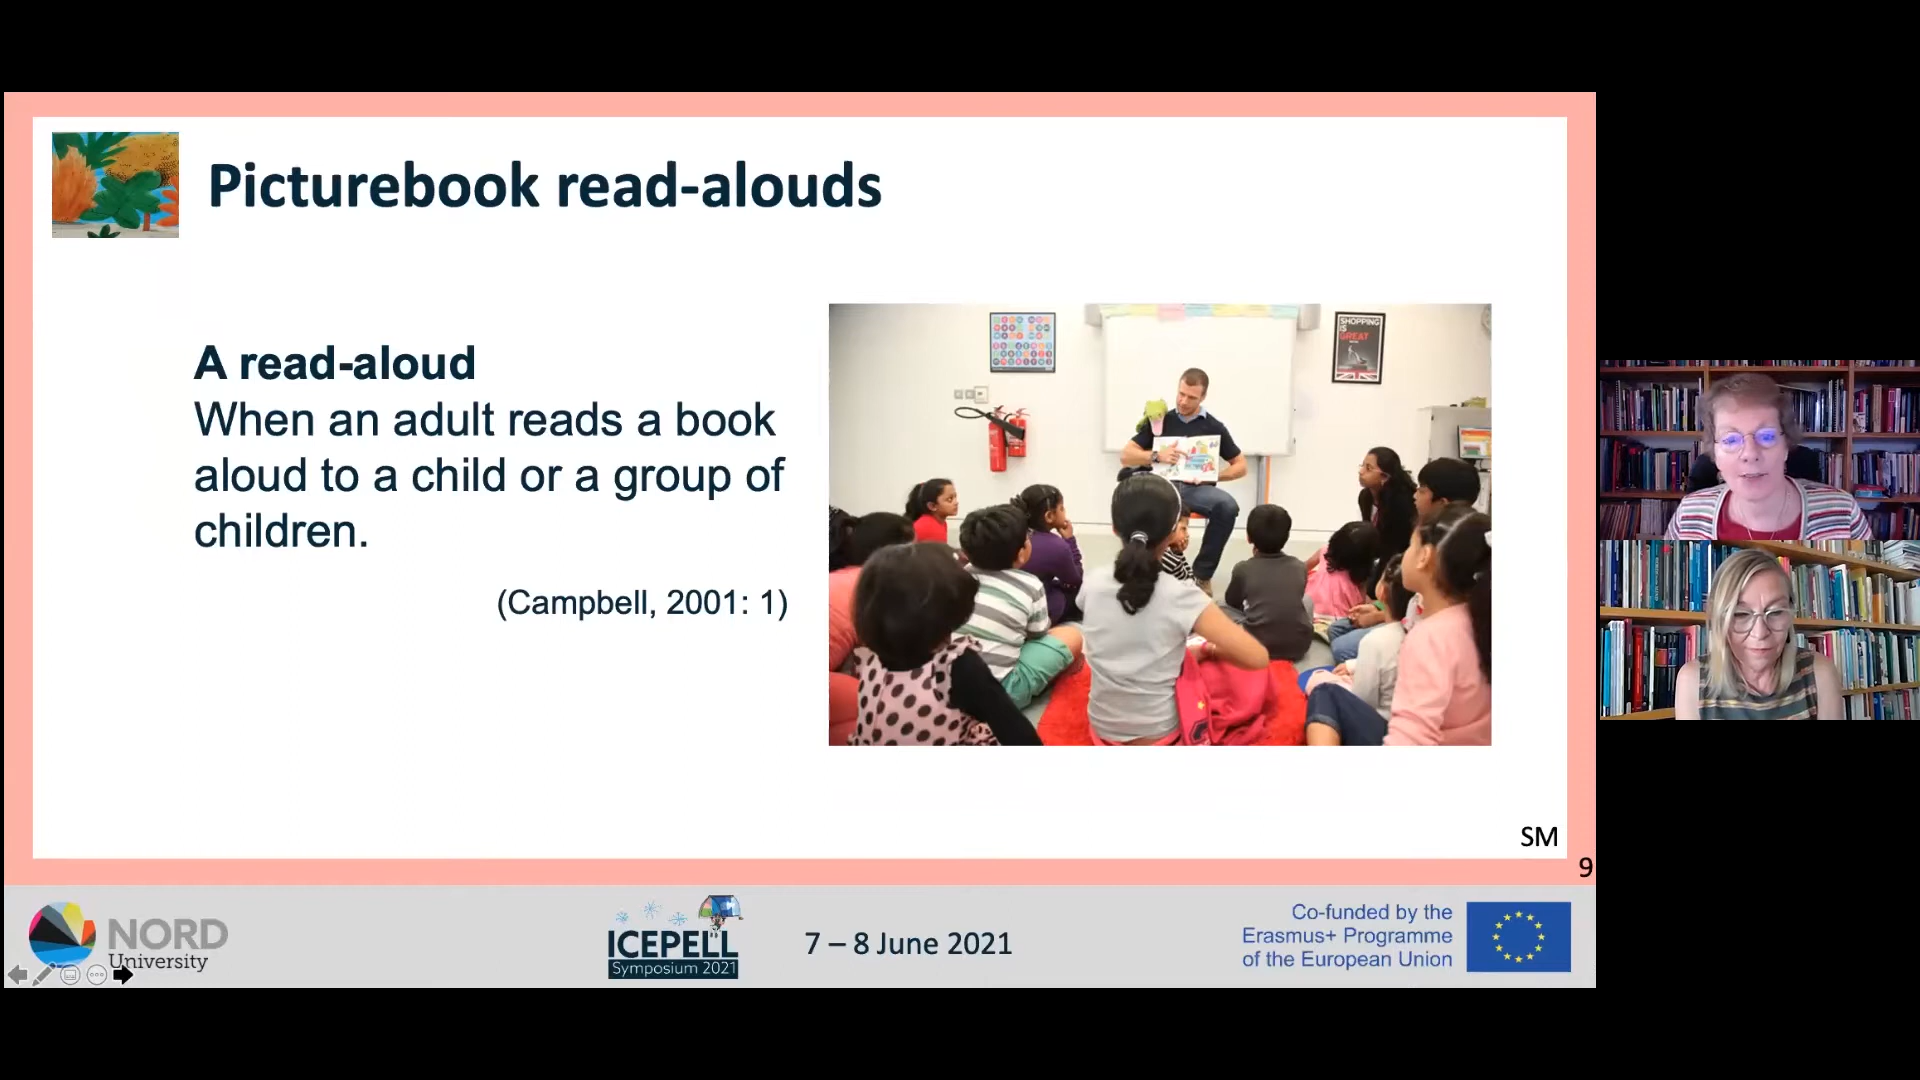 Picturebook read-alouds
A read-aloud
When an adult reads a book
aloud to a child or a group of
children.
(Campbell, 2001: 1)
SHOPPING
IS
GREAT
SM
9
NORD
University
ICEPELL
Symposium 2021
7 – 8 June 2021
Co-funded by the
Erasmus+ Programme
of the European Union